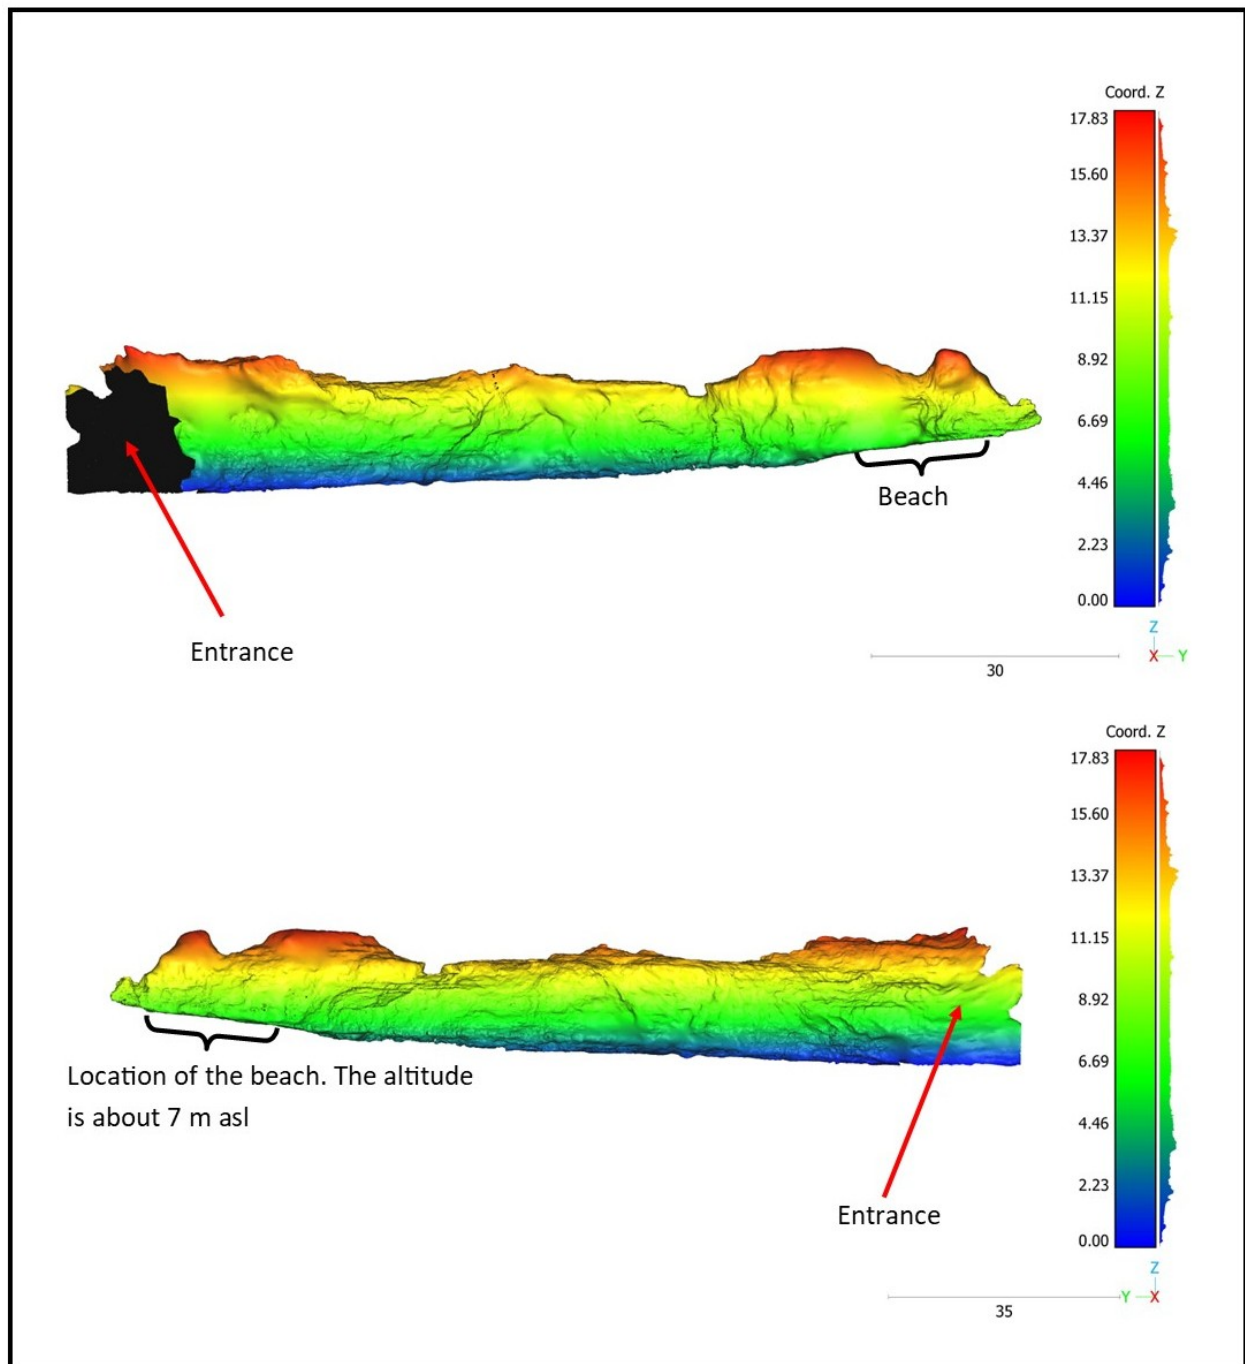 Coord. Z
17.83
15.60
13.37
11.15
8.92
6.69
4.46
2.23
0.00
Beach
Entrance
Z
X Y
30
Coord. Z
17.83
15.60
13.37
11.15
8.92
6.69
4.46
2.23
0.00
Location of the beach. The altitude
is about 7 m asl
Entrance
Z
Y X
35